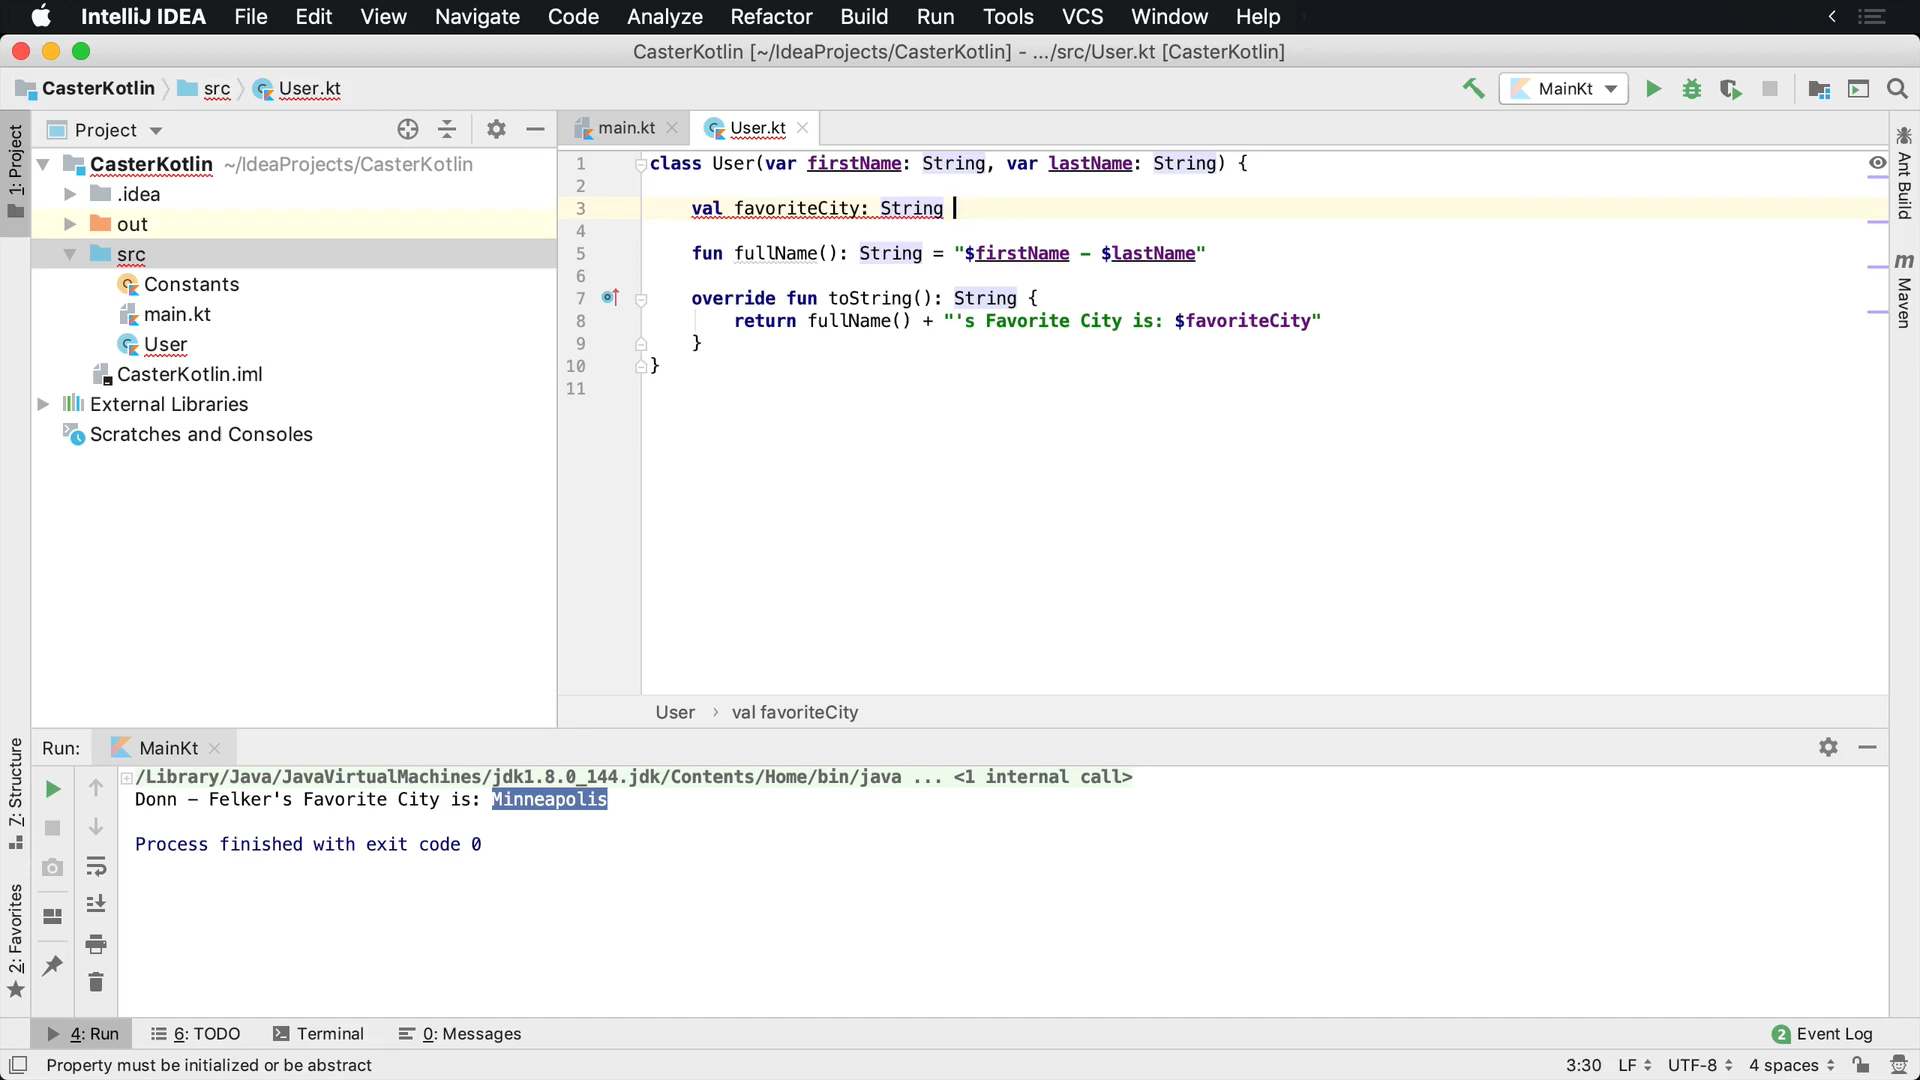 IntelliJ IDEA File Edit View Navigate Code Analyze Refactor Build Run Tools VCS Window Help
CasterKotlin [~/IdeaProjects/CasterKotlin] - .../src/User.kt [CasterKotlin]
CasterKotlin src User.kt MainKt
Project
main.kt User.kt
1: Project
CasterKotlin ~/IdeaProjects/CasterKotlin
.idea
out
src
Constants
main.kt
User
CasterKotlin.iml
External Libraries
Scratches and Consoles
1 class User(var firstName: String, var lastName: String) {
2
3 val favoriteCity: String
4
5 fun fullName(): String = "$firstName - $lastName"
6
7 override fun toString(): String {
8 return fullName() + "'s Favorite City is: $favoriteCity"
9 }
10 }
11
Ant Build
m Maven
User › val favoriteCity
Run: MainKt
/Library/Java/JavaVirtualMachines/jdk1.8.0_144.jdk/Contents/Home/bin/java ... <1 internal call>
Donn - Felker's Favorite City is: Minneapolis
Process finished with exit code 0
Z: Structure
2: Favorites
4: Run 6: TODO Terminal 0: Messages 2 Event Log
Property must be initialized or be abstract 3:30 LF UTF-8 4 spaces